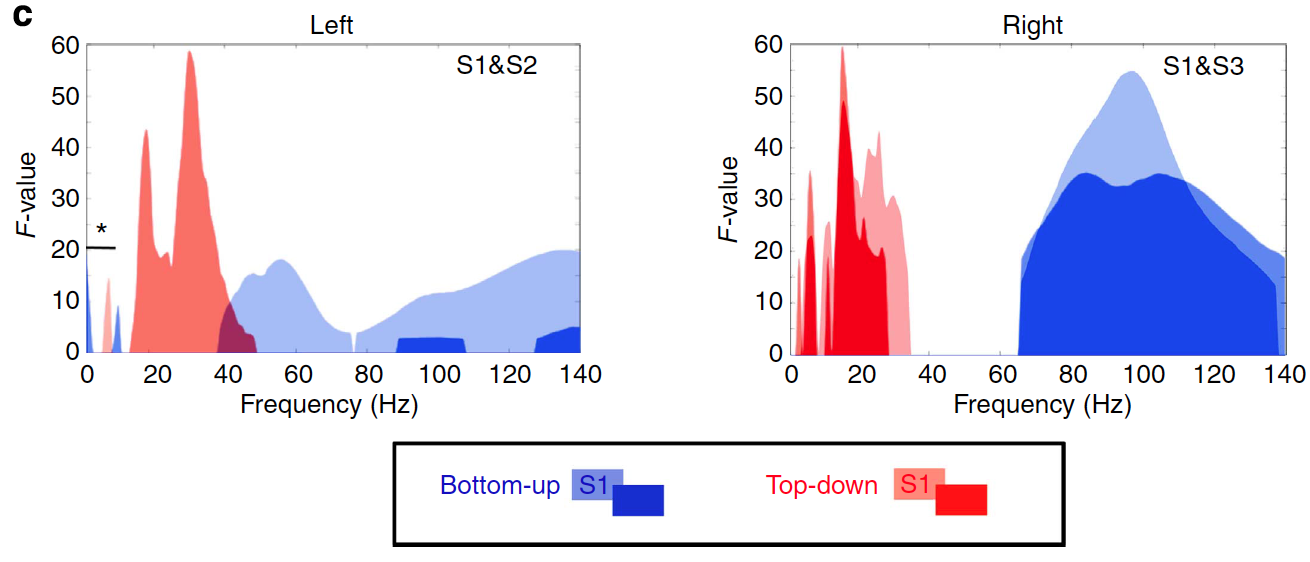 c
Left
Right
S1&S2
S1&S3
F-value
60
50
40
30
20
10
0
*
0 20 40 60 80 100 120 140
Frequency (Hz)
F-value
60
50
40
30
20
10
0
0 20 40 60 80 100 120 140
Frequency (Hz)
Bottom-up S1
Top-down S1